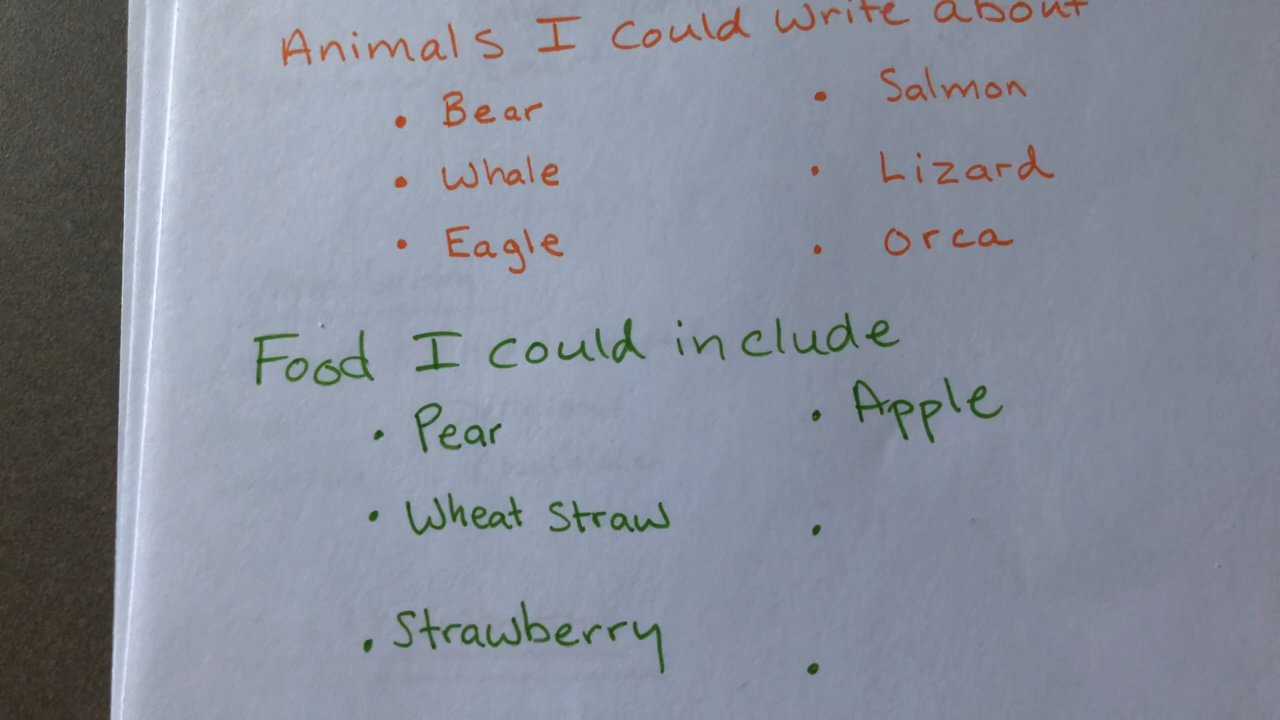 Animals I could write about
• Bear • Salmon
• Whale • Lizard
• Eagle • Orca
Food I could include
• Pear • Apple
• Wheat Straw •
• Strawberry •